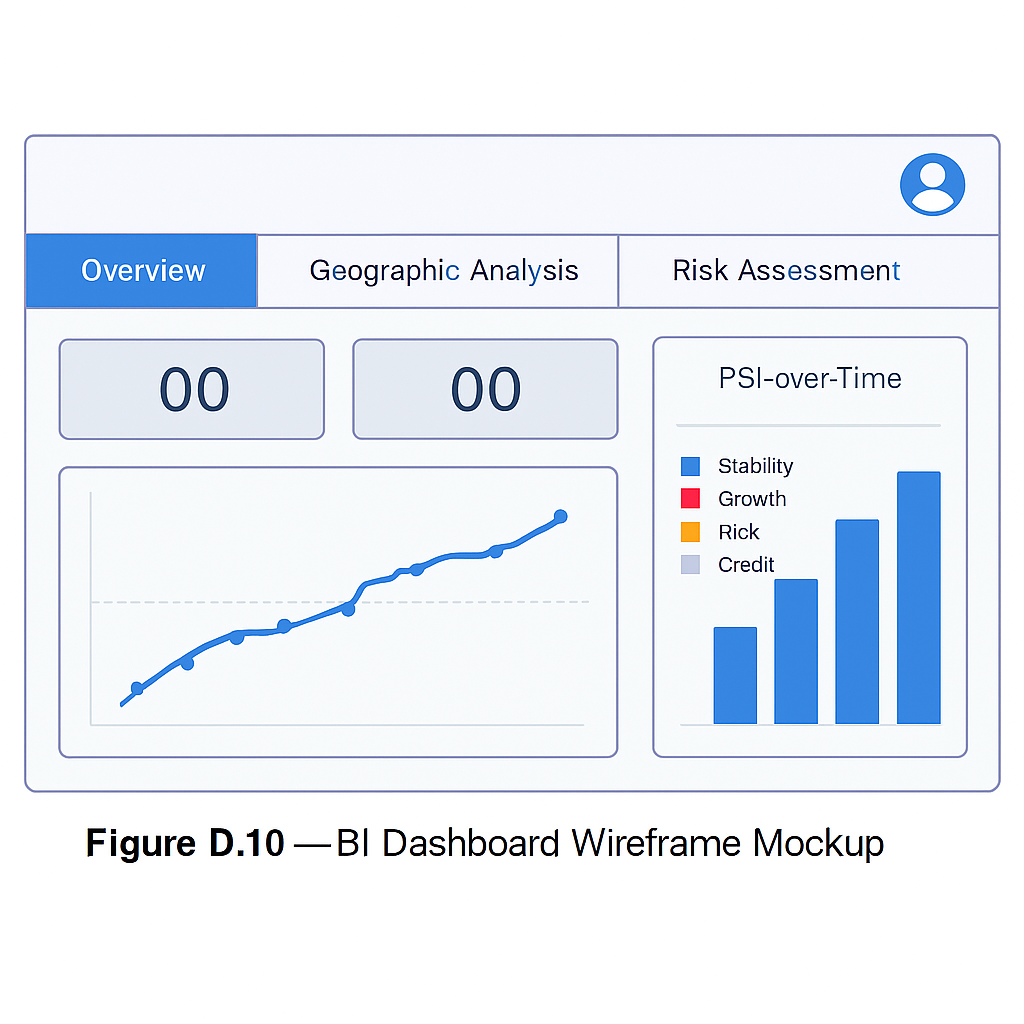 Overview
Geographic Analysis
Risk Assessment
00
00
PSI-over-Time
Stability
Growth
Rick
Credit
Figure D.10 — BI Dashboard Wireframe Mockup